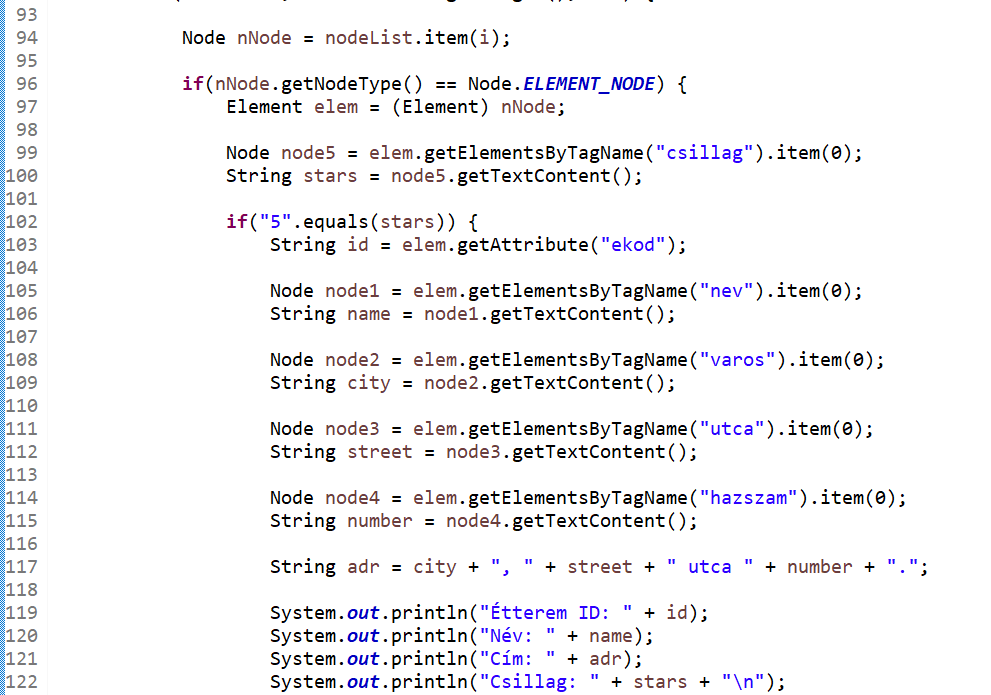 93
94 Node nNode = nodeList.item(i);
95
96 if(nNode.getNodeType() == Node.ELEMENT_NODE) {
97 Element elem = (Element) nNode;
98
99 Node node5 = elem.getElementsByTagName("csillag").item(0);
100 String stars = node5.getTextContent();
101
102 if("5".equals(stars)) {
103 String id = elem.getAttribute("ekod");
104
105 Node node1 = elem.getElementsByTagName("nev").item(0);
106 String name = node1.getTextContent();
107
108 Node node2 = elem.getElementsByTagName("varos").item(0);
109 String city = node2.getTextContent();
110
111 Node node3 = elem.getElementsByTagName("utca").item(0);
112 String street = node3.getTextContent();
113
114 Node node4 = elem.getElementsByTagName("hazszam").item(0);
115 String number = node4.getTextContent();
116
117 String adr = city + ", " + street + " utca " + number + ".";
118
119 System.out.println("Étterem ID: " + id);
120 System.out.println("Név: " + name);
121 System.out.println("Cím: " + adr);
122 System.out.println("Csillag: " + stars + "\n");